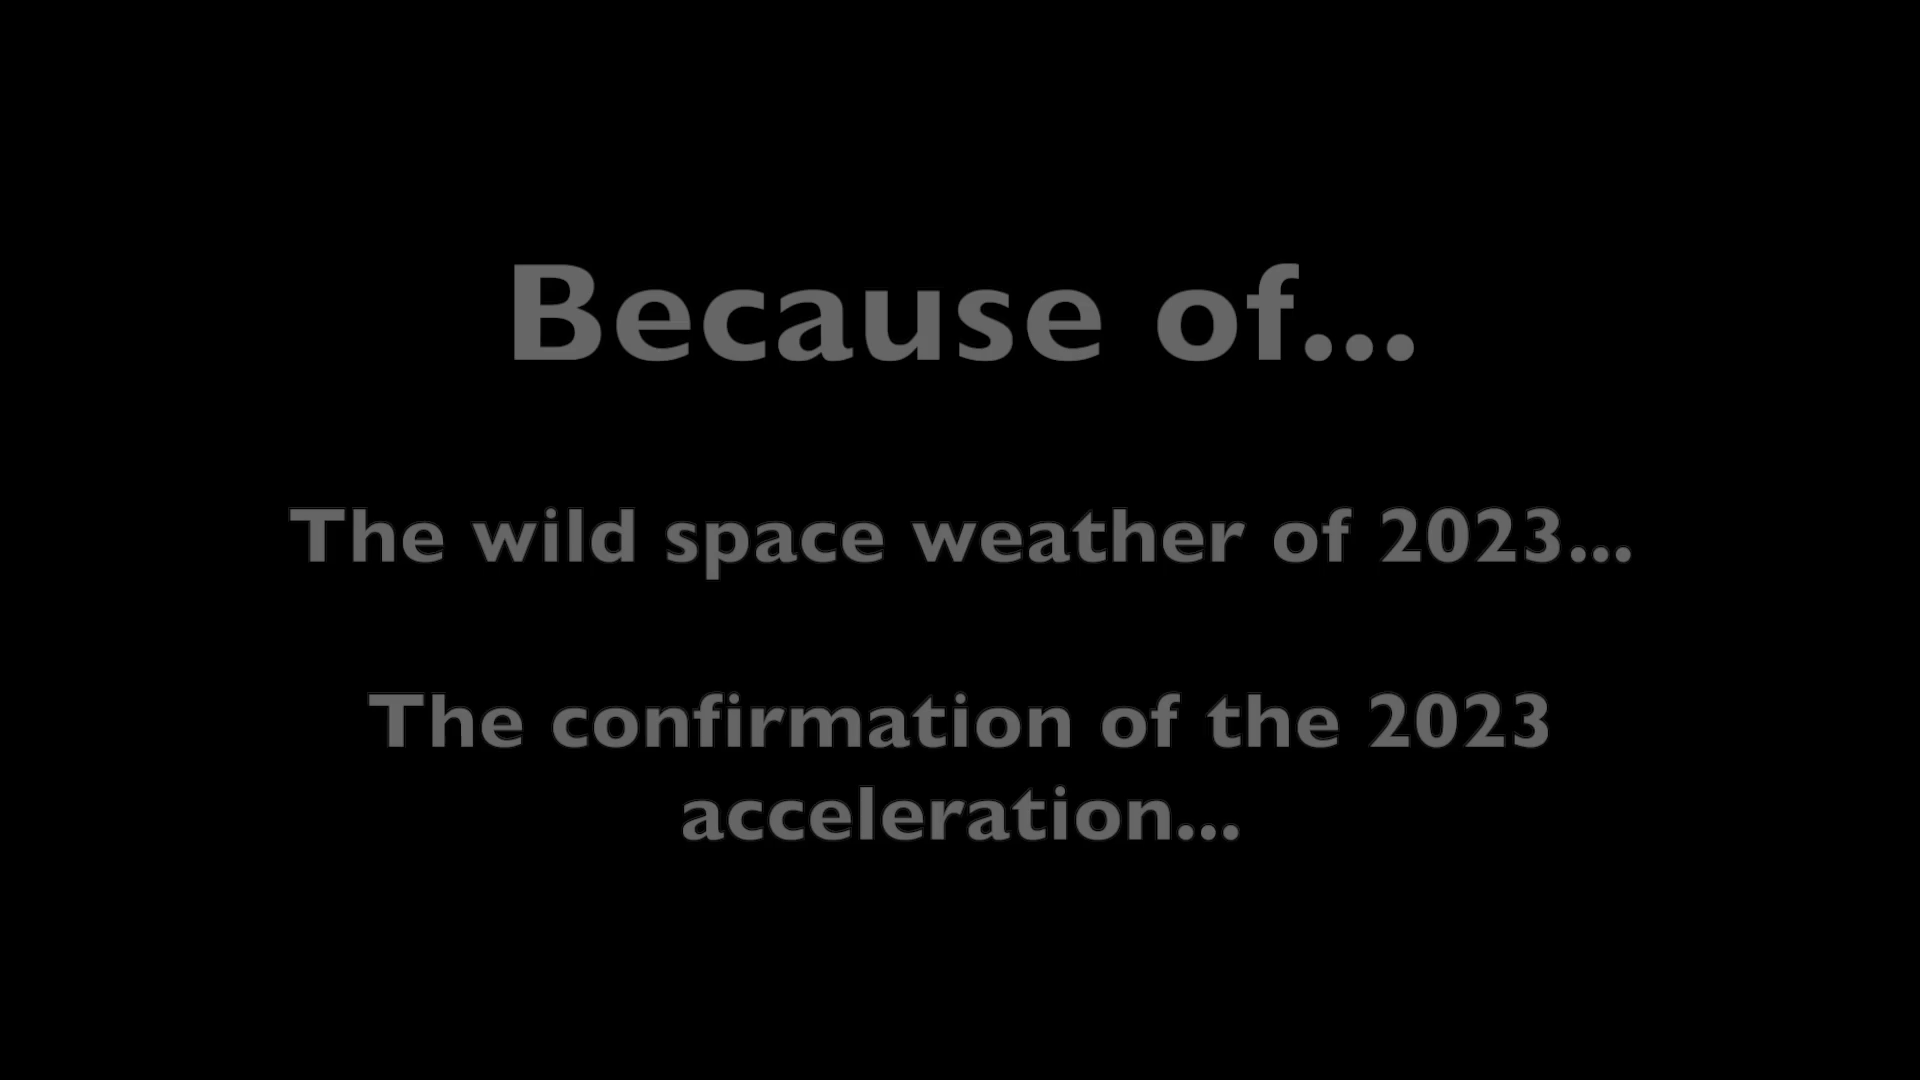 Because of...
The wild space weather of 2023...
The confirmation of the 2023
acceleration...